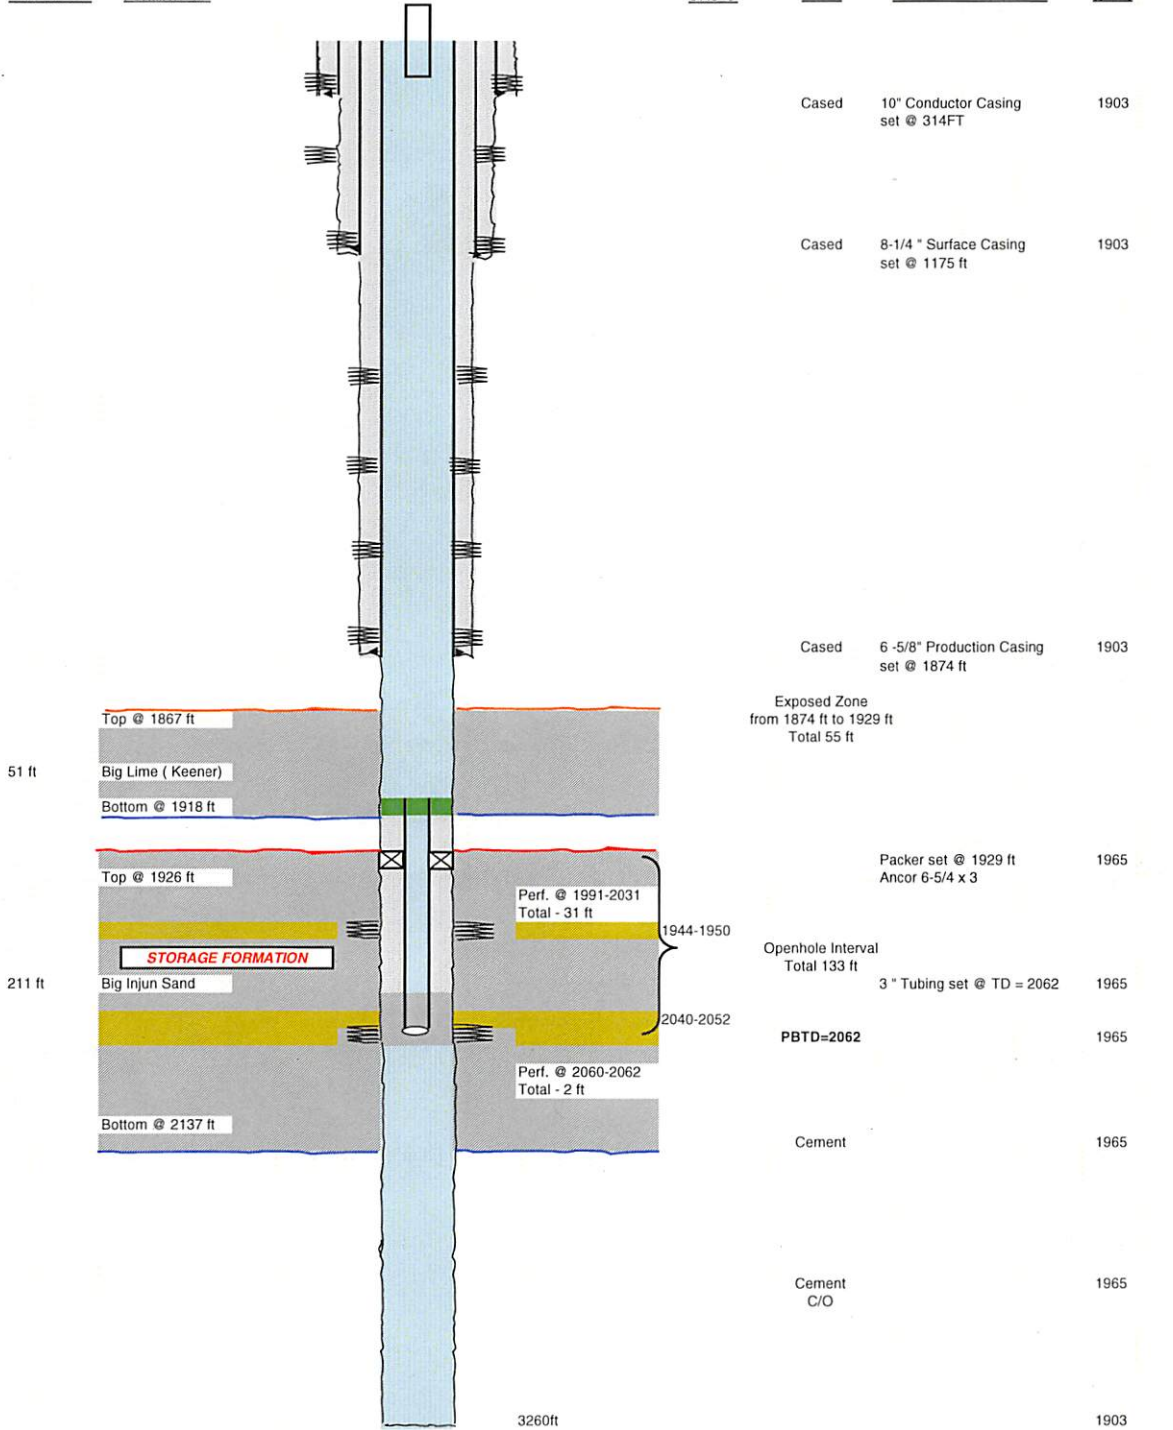 Cased 10" Conductor Casing 1903
set @ 314FT
Cased 8-1/4 " Surface Casing 1903
set @ 1175 ft
Cased 6 -5/8" Production Casing 1903
set @ 1874 ft
Exposed Zone
from 1874 ft to 1929 ft
Total 55 ft
Top @ 1867 ft
51 ft Big Lime ( Keener)
Bottom @ 1918 ft
Packer set @ 1929 ft 1965
Ancor 6-5/4 x 3
Top @ 1926 ft
Perf. @ 1991-2031
Total - 31 ft
1944-1950
Openhole Interval
Total 133 ft
STORAGE FORMATION
211 ft Big Injun Sand 3 " Tubing set @ TD = 2062 1965
2040-2052
PBTD=2062 1965
Perf. @ 2060-2062
Total - 2 ft
Bottom @ 2137 ft
Cement 1965
Cement 1965
C/O
3260ft 1903